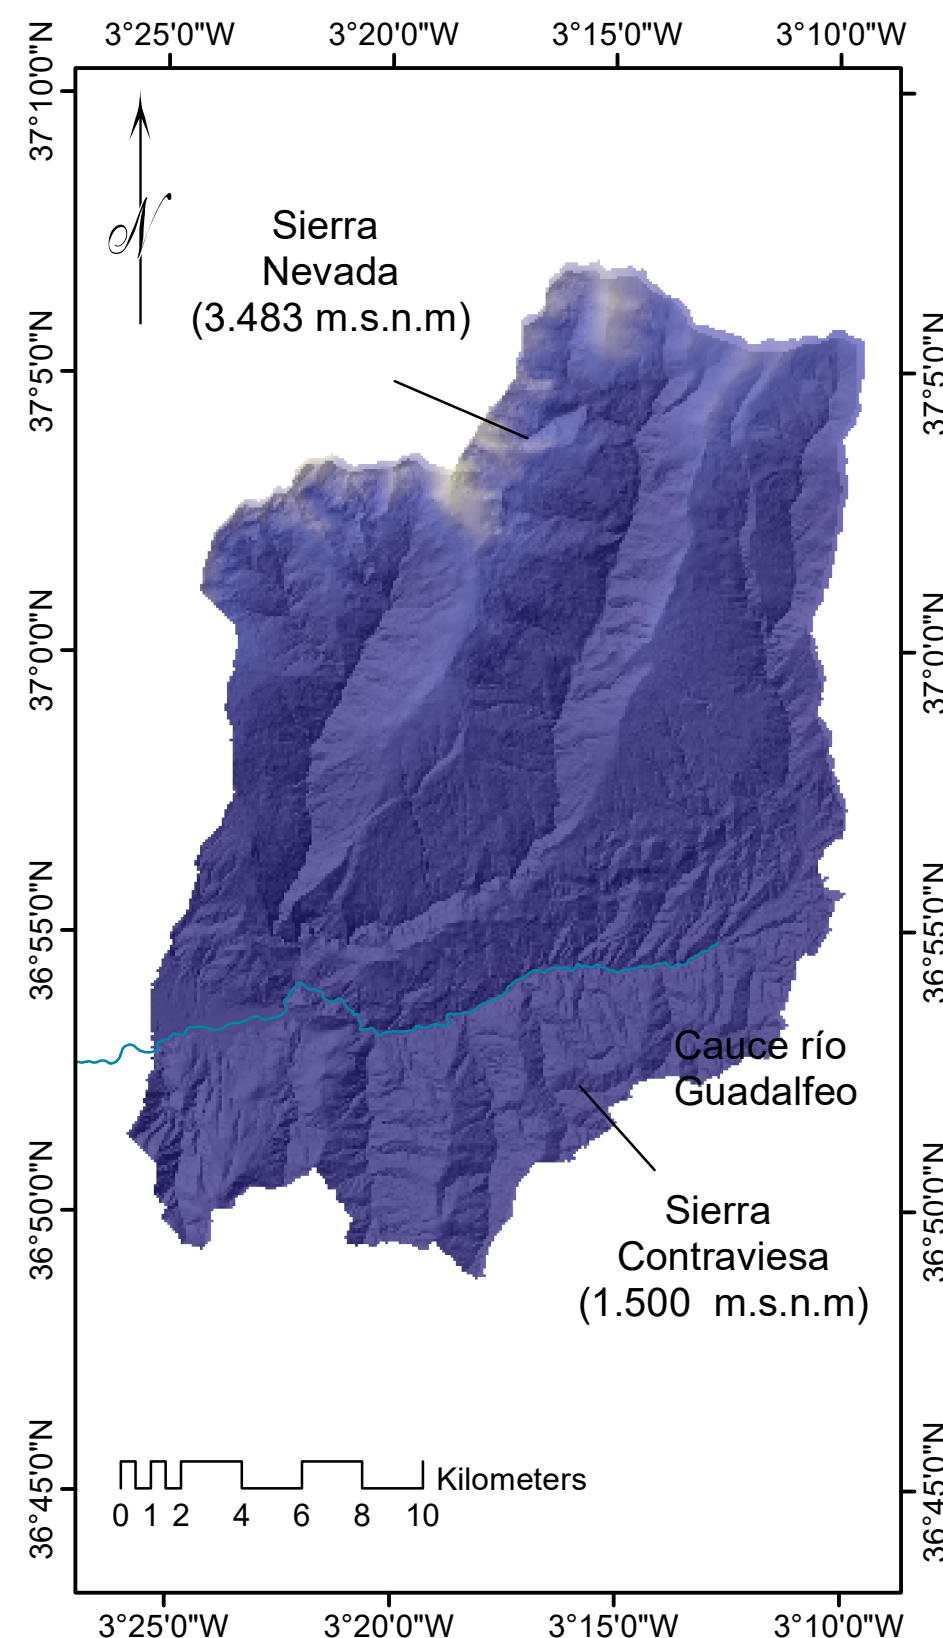 3°25'0"W 3°20'0"W 3°15'0"W 3°10'0"W
37°10'0"N
N
Sierra
Nevada
(3.483 m.s.n.m)
37°5'0"N
37°5'0"N
37°0'0"N
37°0'0"N
36°55'0"N
36°55'0"N
Cauce río
Guadalfeo
36°50'0"N
36°50'0"N
Sierra
Contraviesa
(1.500 m.s.n.m)
36°45'0"N
36°45'0"N
Kilometers
0 1 2 4 6 8 10
3°25'0"W 3°20'0"W 3°15'0"W 3°10'0"W